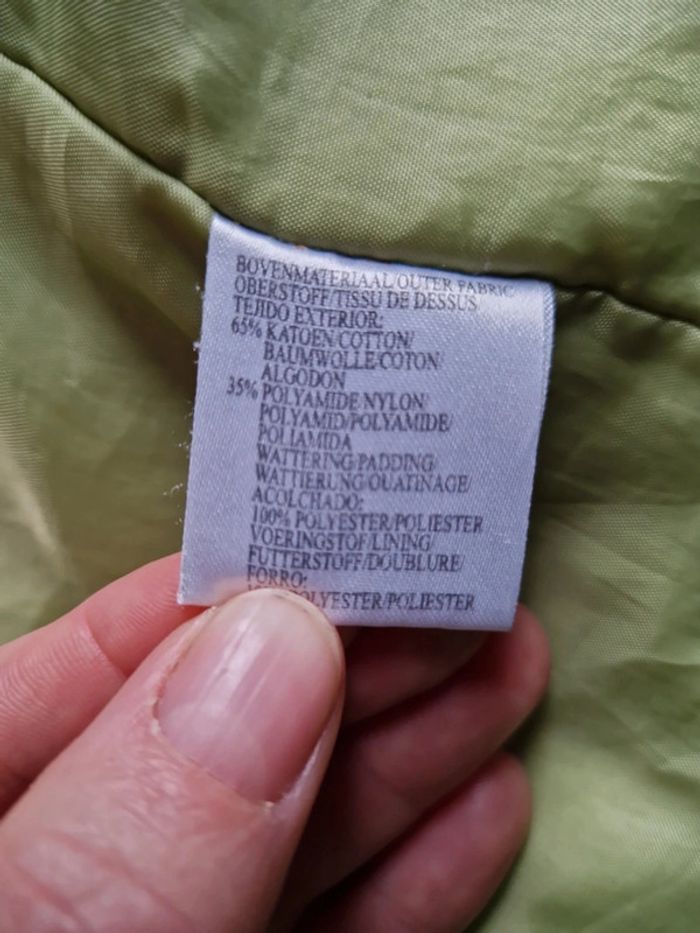 BOVENMATERIAAL/OUTER FABRIC
OBERSTOFF/TISSU DE DESSUS/
TEJIDO EXTERIOR:
65% KATOEN/COTTON/
BAUMWOLLE/COTON/
ALGODON
35% POLYAMIDE/NYLON/
POLYAMID/POLYAMIDE/
POLIAMIDA
WATTERING/PADDING/
WATTIERUNG/OUATINAGE/
ACOLCHADO:
100% POLYESTER/POLIESTER
VOERINGSTOF/LINING/
FUTTERSTOFF/DOUBLURE/
FORRO:
POLYESTER/POLIESTER